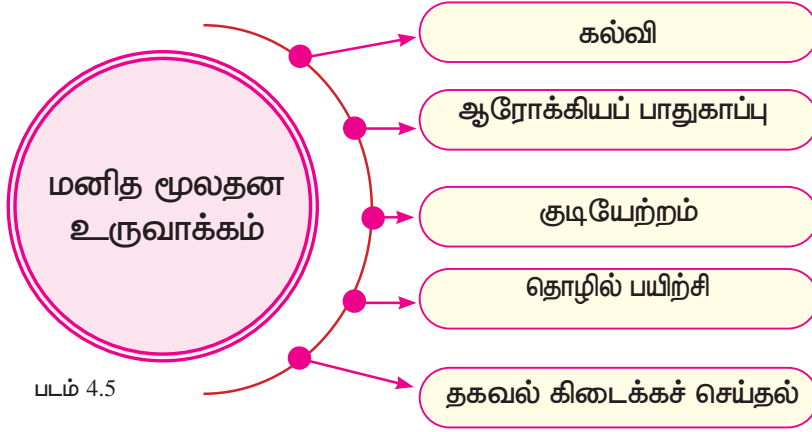 கல்வி
ஆரோக்கியப் பாதுகாப்பு
மனித மூலதன
உருவாக்கம்
குடியேற்றம்
தொழில் பயிற்சி
தகவல் கிடைக்கச் செய்தல்
படம் 4.5